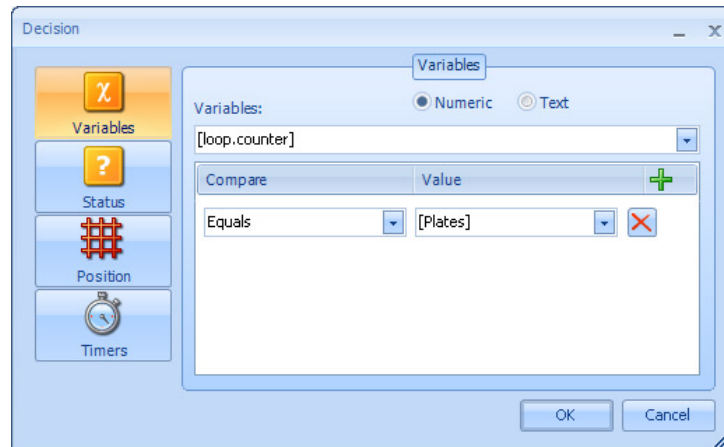 Decision
Variables
Variables
Status
Position
Timers
Variables:
Numeric
Text
[loop.counter]
Compare
Value
Equals
[Plates]
OK
Cancel